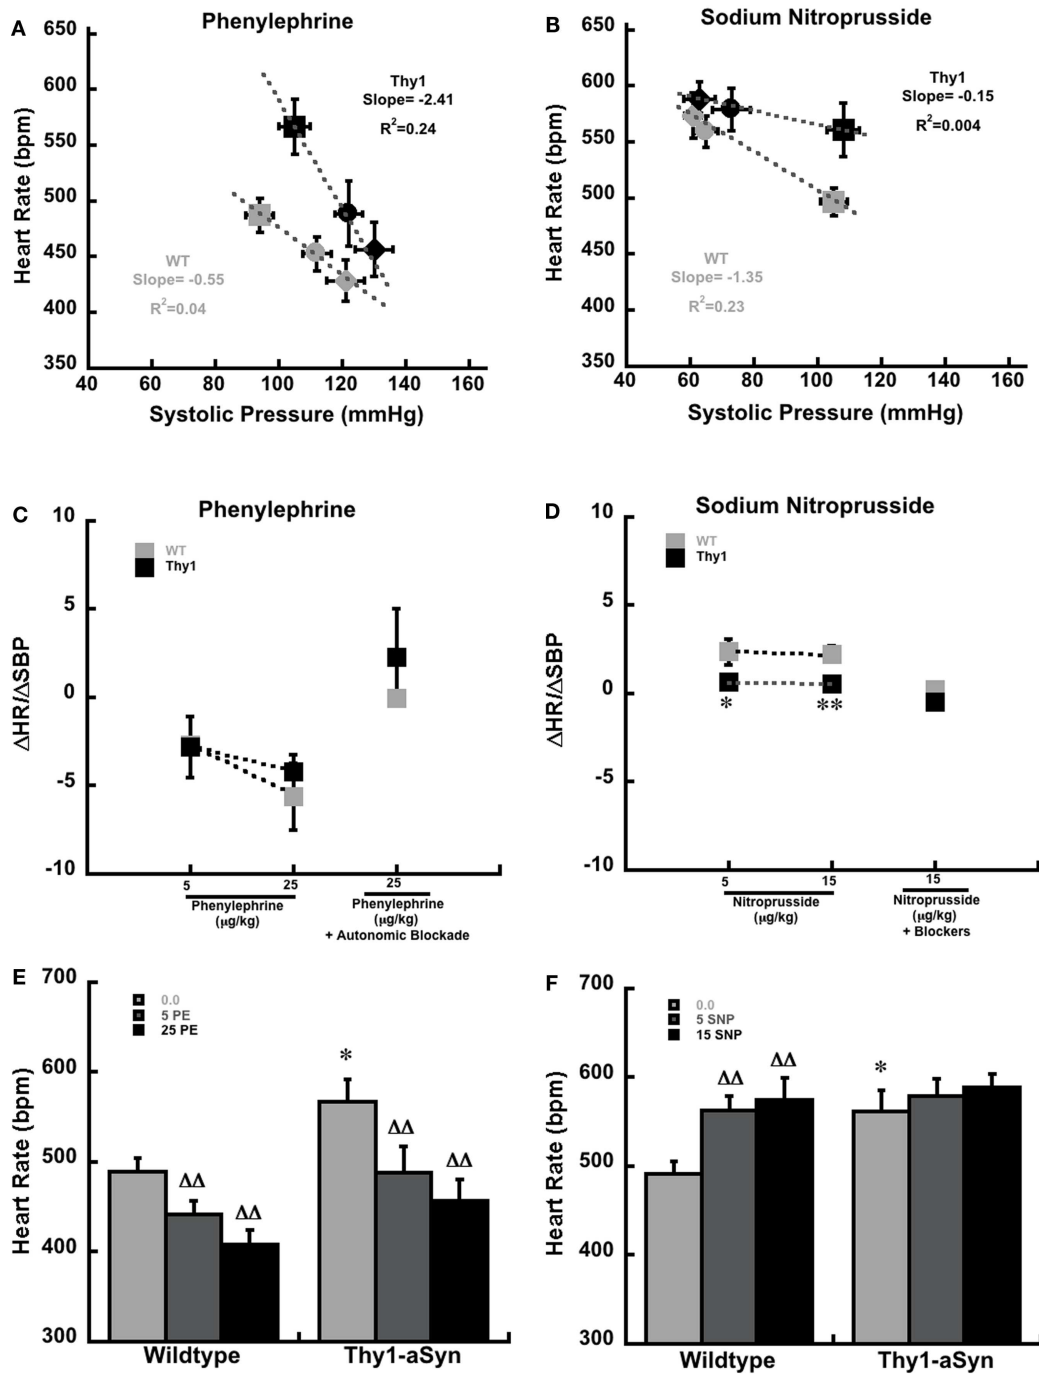 A
Phenylephrine
650
600
550
500
450
400
350
Heart Rate (bpm)
Thy1
Slope= -2.41
R²=0.24
WT
Slope= -0.55
R²=0.04
40 60 80 100 120 140 160
Systolic Pressure (mmHg)
B
Sodium Nitroprusside
650
600
550
500
450
400
350
Heart Rate (bpm)
Thy1
Slope= -0.15
R²=0.004
WT
Slope= -1.35
R²=0.23
40 60 80 100 120 140 160
Systolic Pressure (mmHg)
C
Phenylephrine
10
5
0
-5
-10
ΔHR/ΔSBP
WT
Thy1
5 25 25
Phenylephrine
(µg/kg)
Phenylephrine
(µg/kg)
+ Autonomic Blockade
D
Sodium Nitroprusside
10
5
0
-5
-10
ΔHR/ΔSBP
WT
Thy1
* **
5 15 15
Nitroprusside
(µg/kg)
Nitroprusside
(µg/kg)
+ Blockers
E
700
600
500
400
300
Heart Rate (bpm)
0.0
5 PE
25 PE
ΔΔ
ΔΔ
*
ΔΔ
ΔΔ
Wildtype Thy1-aSyn
F
700
600
500
400
300
Heart Rate (bpm)
0.0
5 SNP
15 SNP
ΔΔ
ΔΔ
*
Wildtype Thy1-aSyn